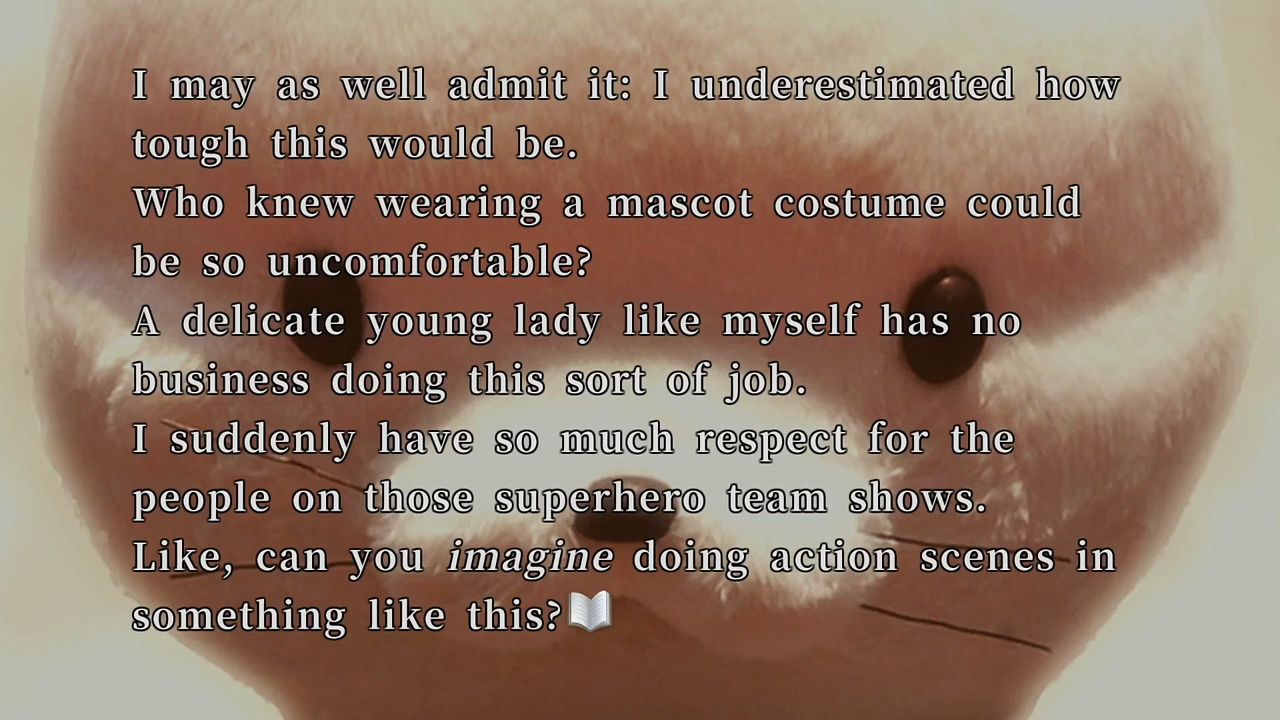 I may as well admit it: I underestimated how
tough this would be.
Who knew wearing a mascot costume could
be so uncomfortable?
A delicate young lady like myself has no
business doing this sort of job.
I suddenly have so much respect for the
people on those superhero team shows.
Like, can you imagine doing action scenes in
something like this?